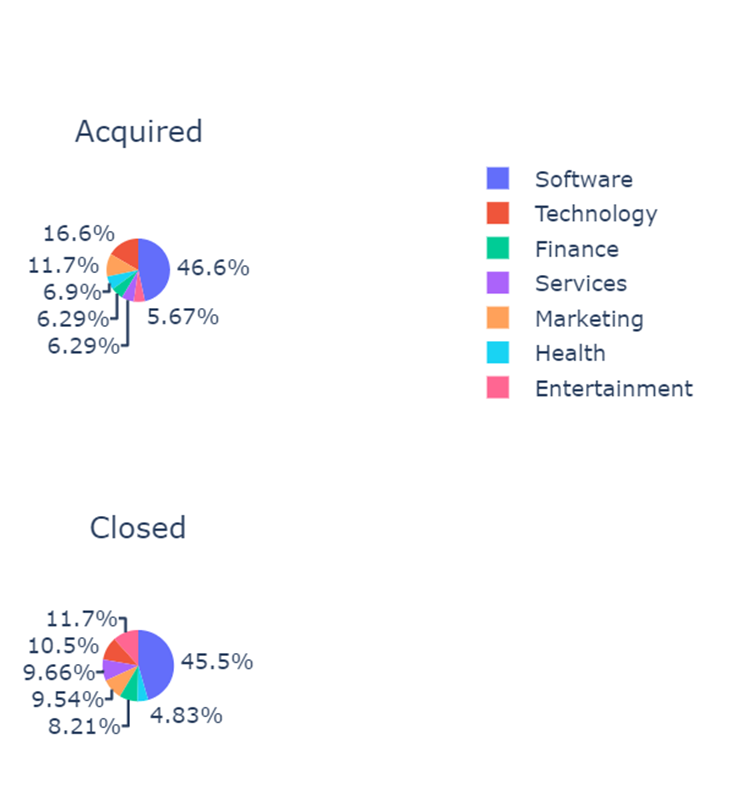 Acquired
16.6%
11.7%
6.9%
6.29%
6.29%
46.6%
5.67%
Software
Technology
Finance
Services
Marketing
Health
Entertainment
Closed
11.7%
10.5%
9.66%
9.54%
8.21%
45.5%
4.83%